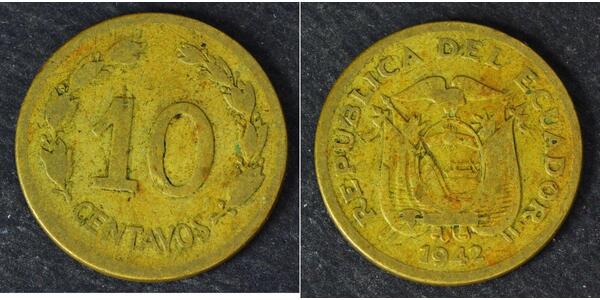 10
CENTAVOS
REPUBLICA DEL ECUADOR
1942